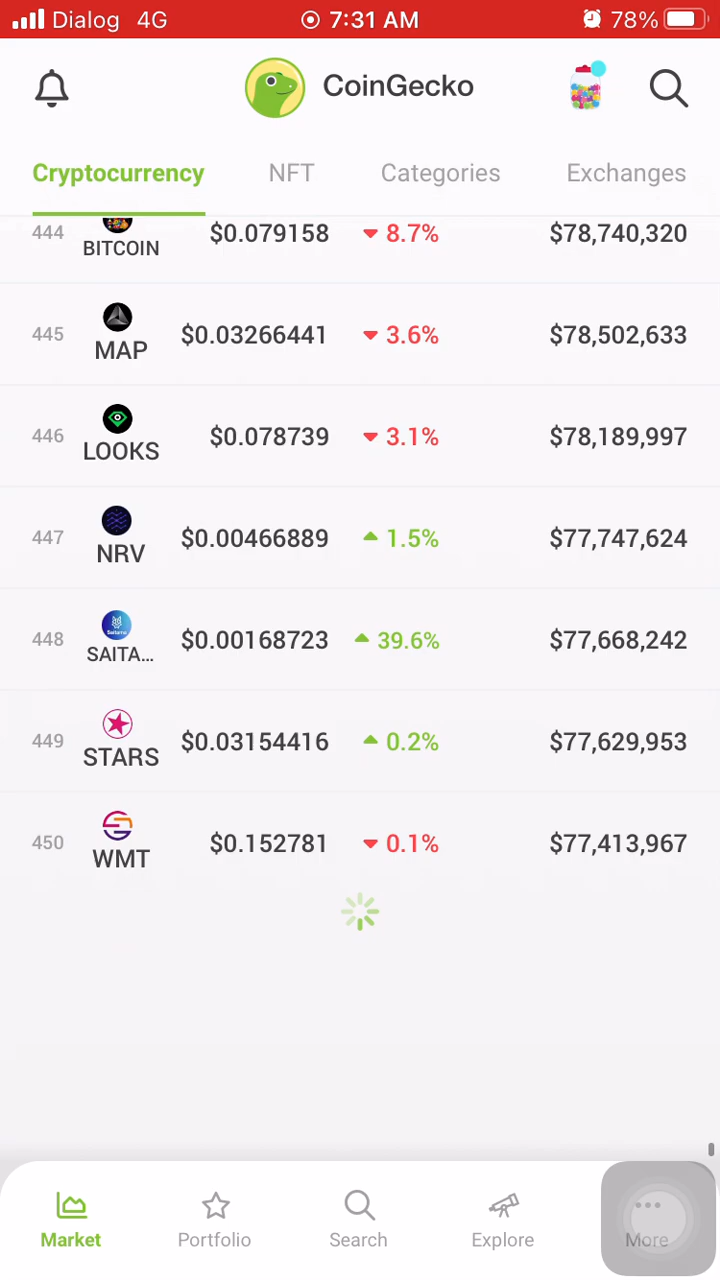 Dialog 4G 7:31 AM 78%
CoinGecko
Cryptocurrency NFT Categories Exchanges
444 BITCOIN $0.079158 8.7% $78,740,320
445 MAP $0.03266441 3.6% $78,502,633
446 LOOKS $0.078739 3.1% $78,189,997
447 NRV $0.00466889 1.5% $77,747,624
448 SAITA... $0.00168723 39.6% $77,668,242
449 STARS $0.03154416 0.2% $77,629,953
450 WMT $0.152781 0.1% $77,413,967
Market Portfolio Search Explore More